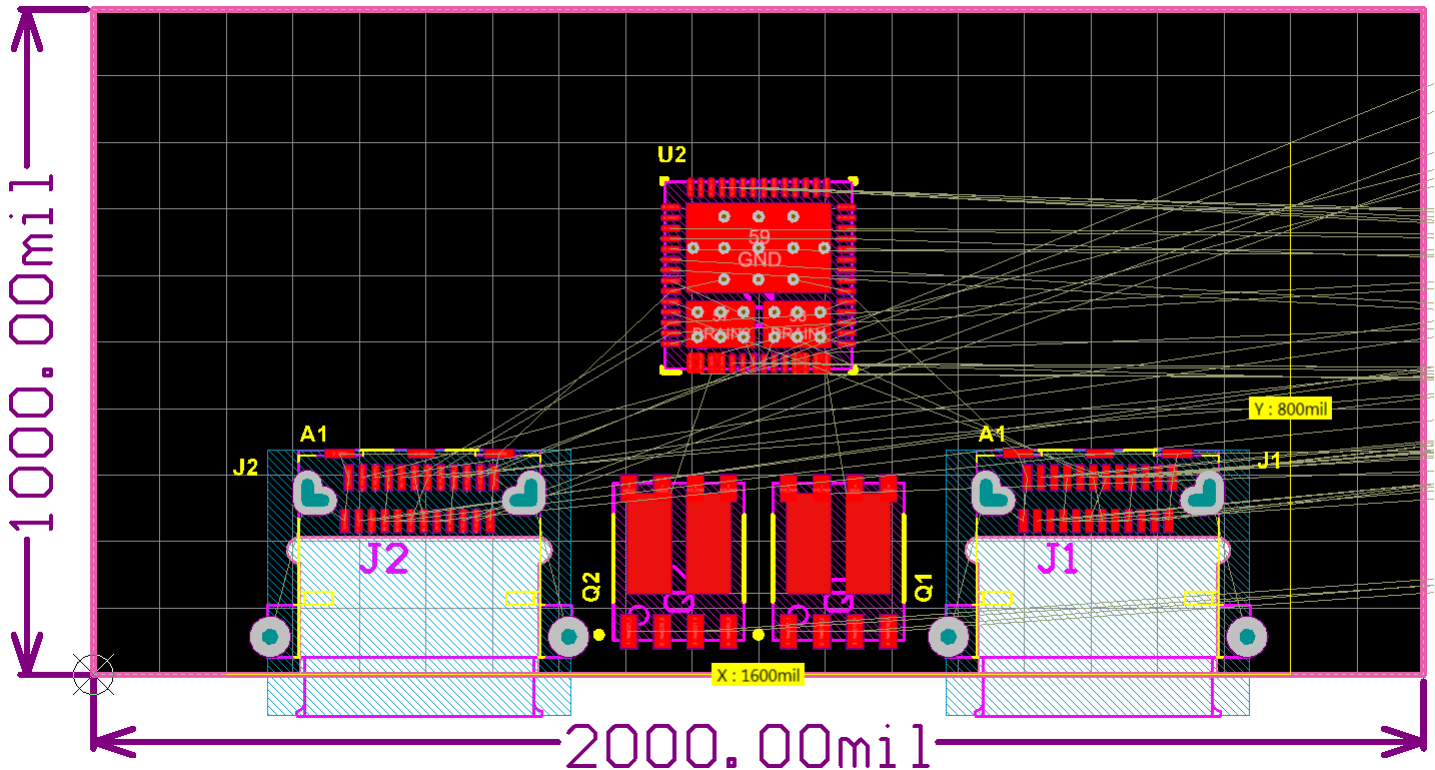 1000.00mil
U2
59
GND
Y : 800mil
A1
J2
A1
J1
J2
J1
Q2
Q1
X : 1600mil
2000.00mil